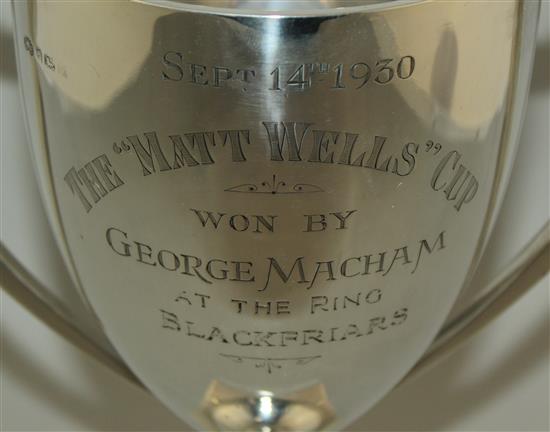 SEPT 14TH 1930
THE "MATT WELLS" CUP
WON BY
GEORGE MACHAM
AT THE RING
BLACKFRIARS